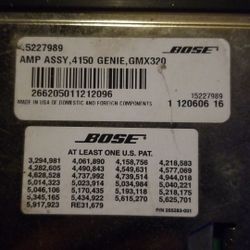 15227989
BOSE
AMP ASSY,4150 GENIE,GMX320
266205011212096
15227989
MADE IN USA OF DOMESTIC AND FOREIGN COMPONENTS
1 120606 16
BOSE
AT LEAST ONE U.S. PAT.
3,294,981 4,061,890 4,158,756 4,218,583
4,282,605 4,490,843 4,549,631 4,577,069
4,628,528 4,737,992 4,739,514 4,944,018
5,014,323 5,023,914 5,034,984 5,040,221
5,046,106 5,170,435 5,193,118 5,210,802
5,345,165 5,434,922 5,615,270 5,625,701
5,917,923 RE31,679
P/N 255283-001